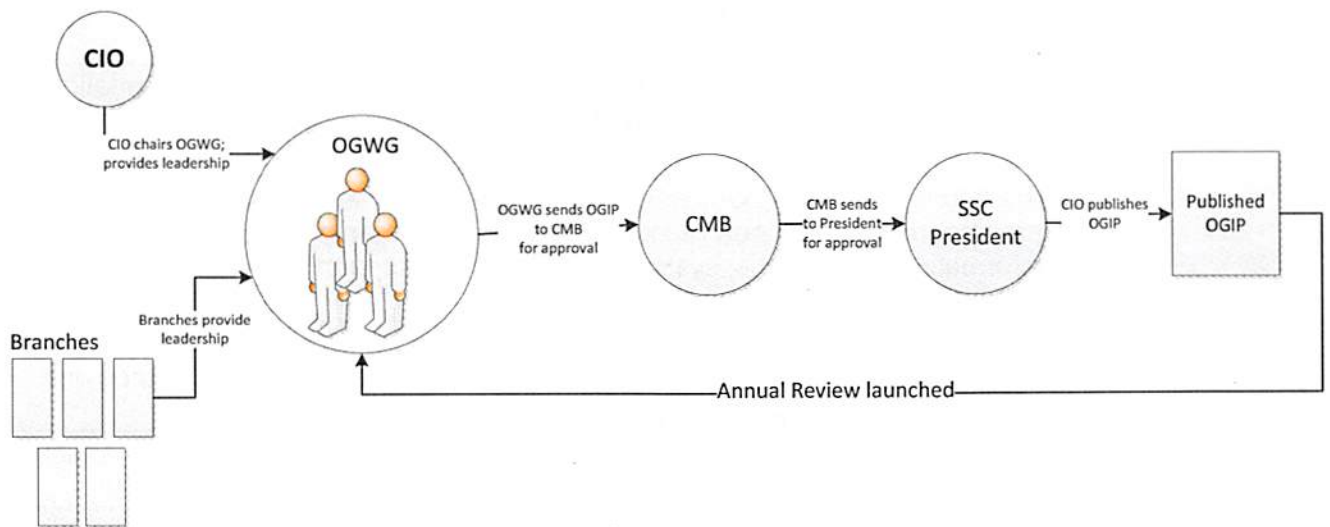 CIO
CIO chairs OGWG;
provides leadership
OGWG
OGWG sends OGIP
to CMB
for approval
CMB
CMB sends
to President
for approval
SSC
President
CIO publishes
OGIP
Published
OGIP
Branches provide
leadership
Branches
Annual Review launched